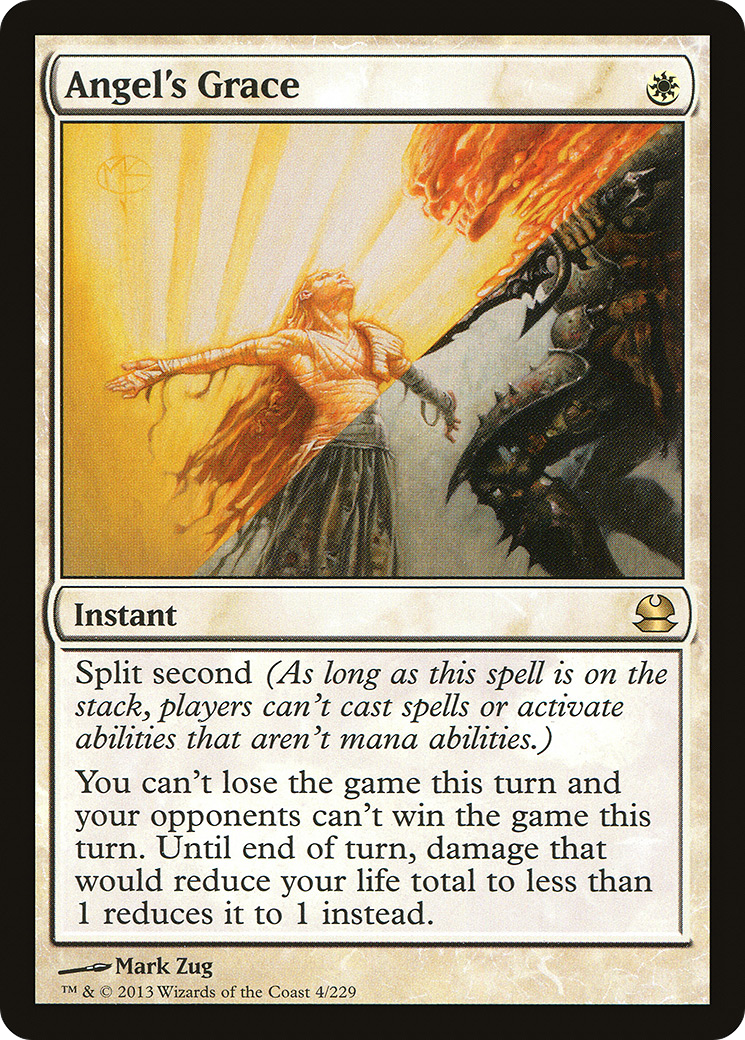 Angel's Grace
Instant
Split second (As long as this spell is on the
stack, players can't cast spells or activate
abilities that aren't mana abilities.)
You can't lose the game this turn and
your opponents can't win the game this
turn. Until end of turn, damage that
would reduce your life total to less than
1 reduces it to 1 instead.
Mark Zug
™ & © 2013 Wizards of the Coast 4/229